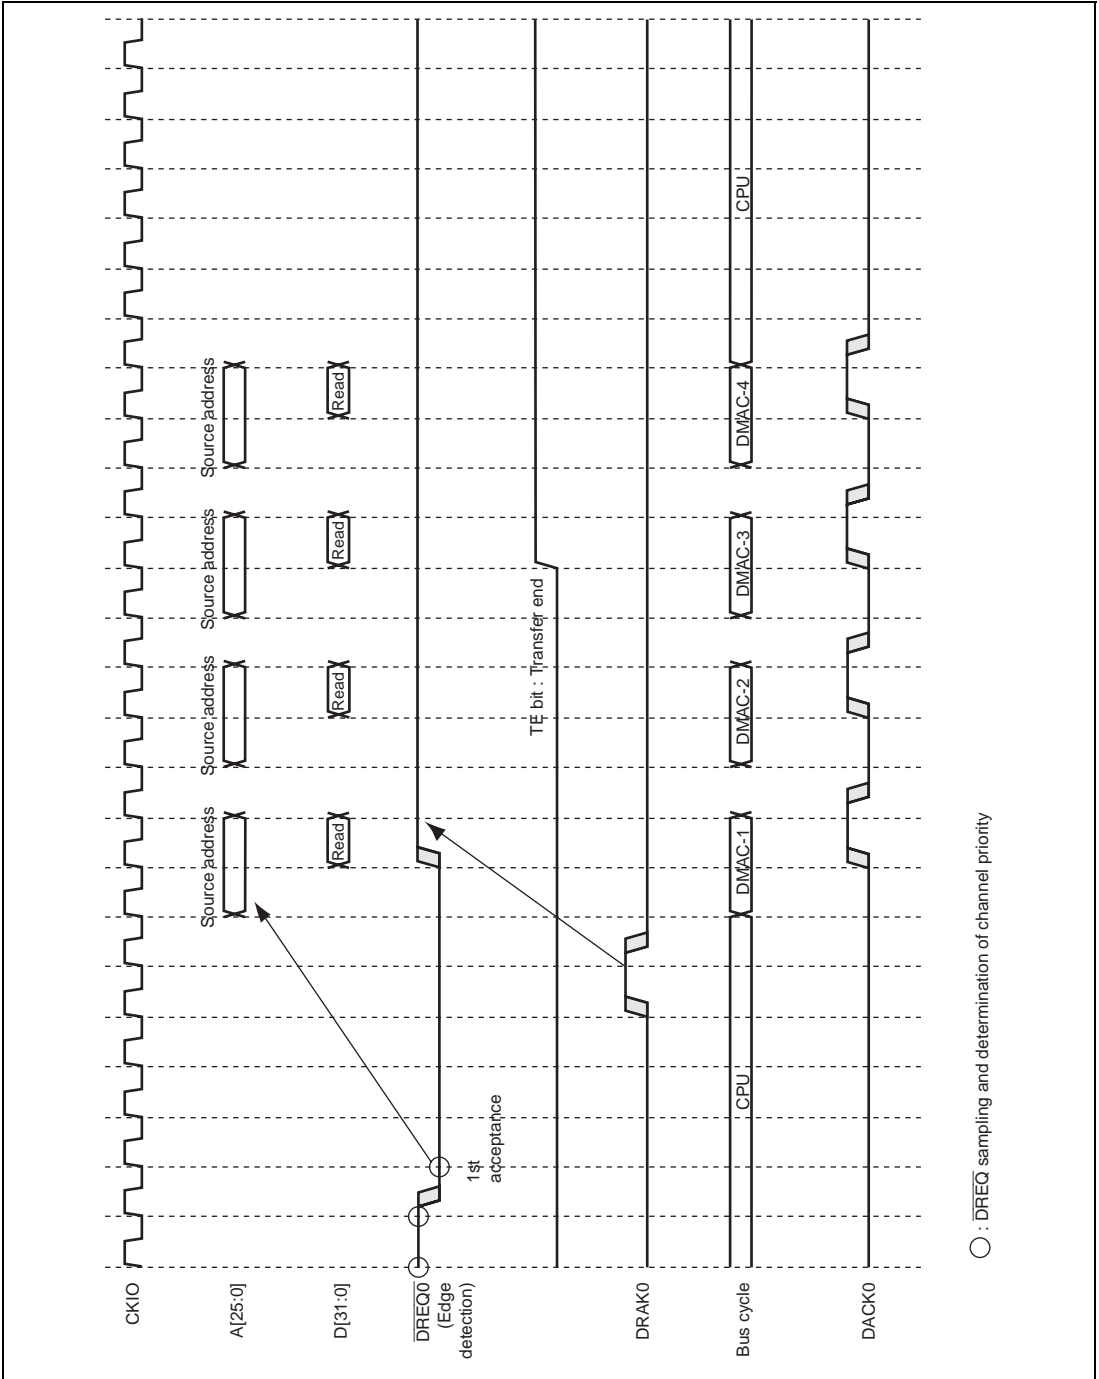 CKIO
Source address
Source address
Source address
Source address
A[25:0]
Read
Read
Read
Read
D[31:0]
DREQ0
(Edge
detection)
1st
acceptance
TE bit : Transfer end
DRAK0
CPU
DMAC-1
DMAC-2
DMAC-3
DMAC-4
CPU
Bus cycle
DACK0
: DREQ sampling and determination of channel priority